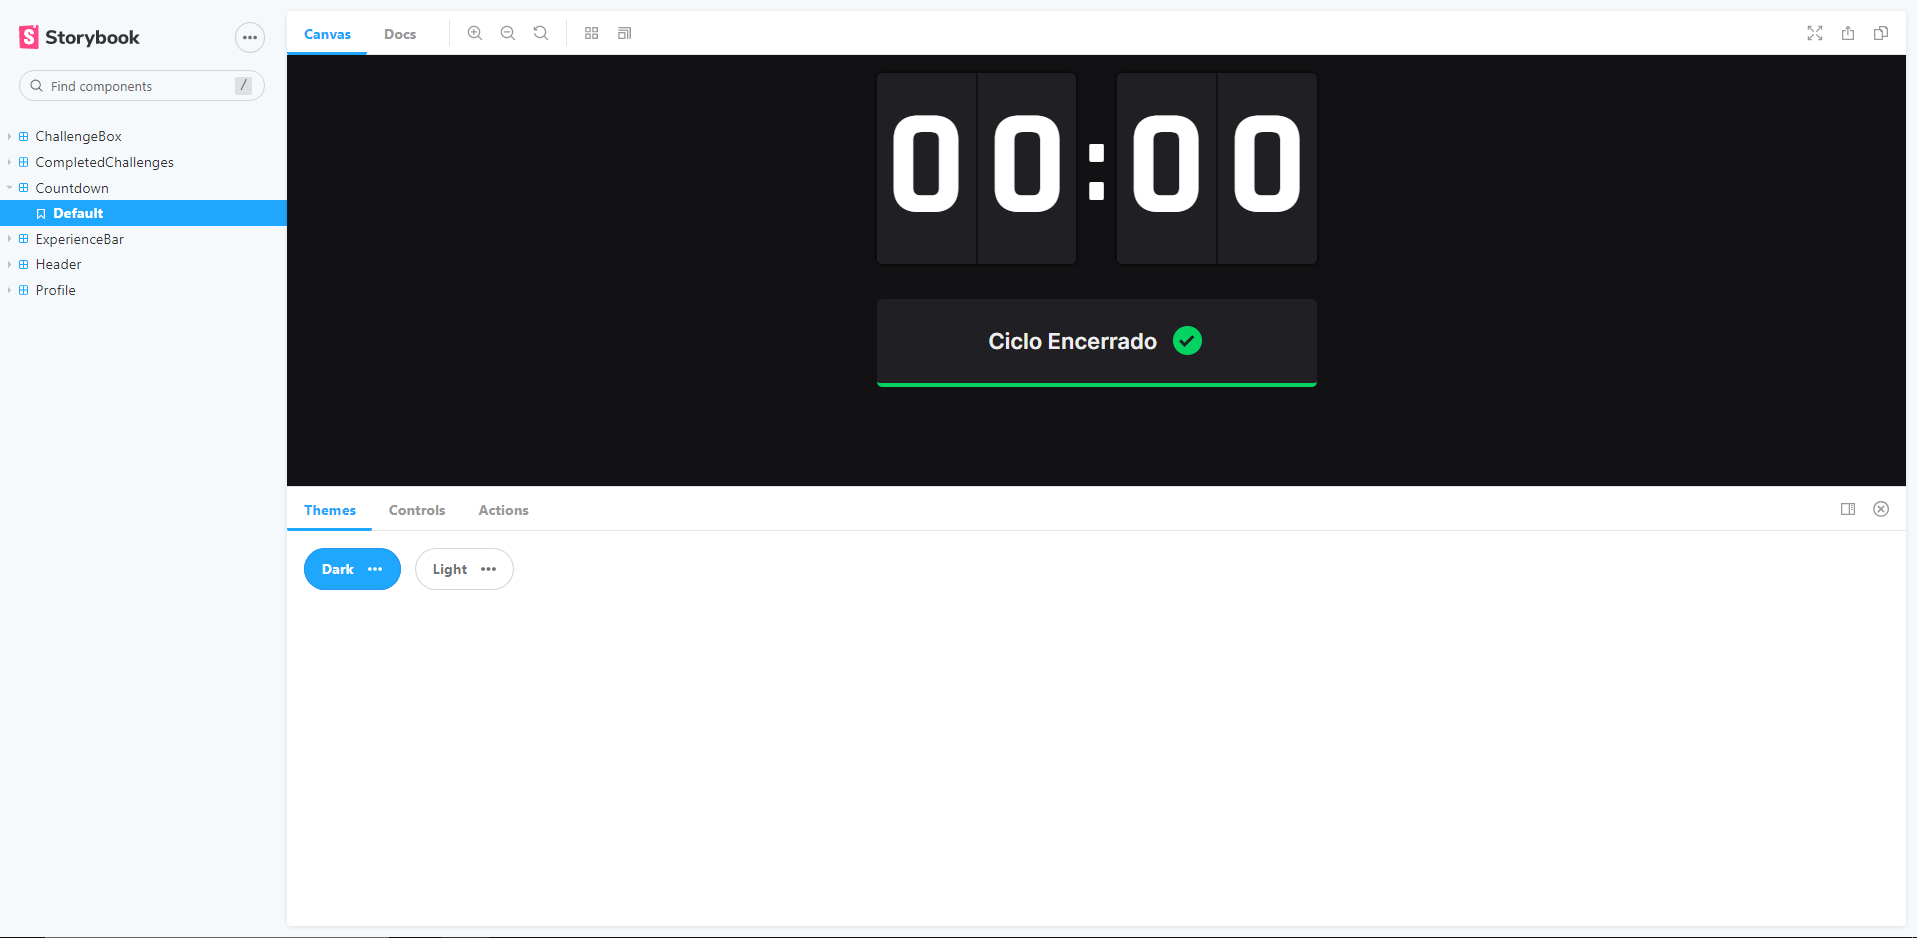 Storybook
Find components
/
ChallengeBox
CompletedChallenges
Countdown
Default
ExperienceBar
Header
Profile
Canvas Docs
00:00
Ciclo Encerrado
Themes Controls Actions
Dark Light